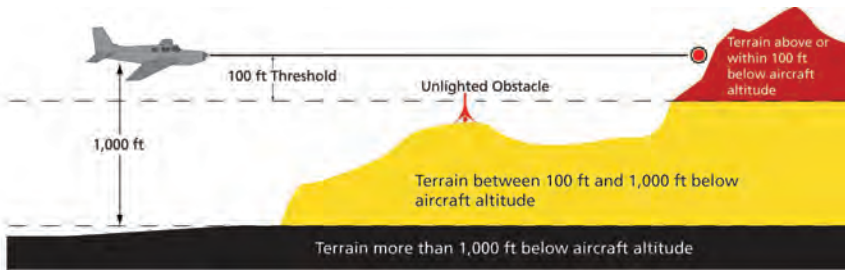 Terrain above or
within 100 ft
below aircraft
altitude
100 ft Threshold
Unlighted Obstacle
1,000 ft
Terrain between 100 ft and 1,000 ft below
aircraft altitude
Terrain more than 1,000 ft below aircraft altitude